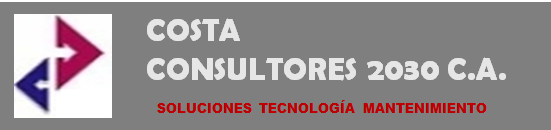 COSTA
CONSULTORES 2030 C.A.
SOLUCIONES TECNOLOGÍA MANTENIMIENTO